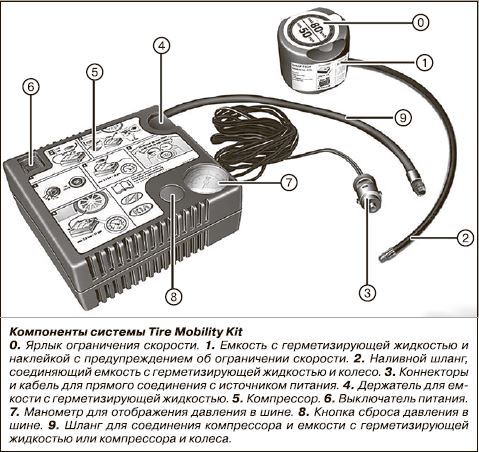 0
1
4
5
6
9
7
2
3
8
80
50
Компоненты системы Tire Mobility Kit
0. Ярлык ограничения скорости. 1. Емкость с герметизирующей жидкостью и
наклейкой с предупреждением об ограничении скорости. 2. Наливной шланг,
соединяющий емкость с герметизирующей жидкостью и колесо. 3. Коннекторы
и кабель для прямого соединения с источником питания. 4. Держатель для ем-
кости с герметизирующей жидкостью. 5. Компрессор. 6. Выключатель питания.
7. Манометр для отображения давления в шине. 8. Кнопка сброса давления в
шине. 9. Шланг для соединения компрессора и емкости с герметизирующей
жидкостью или компрессора и колеса.